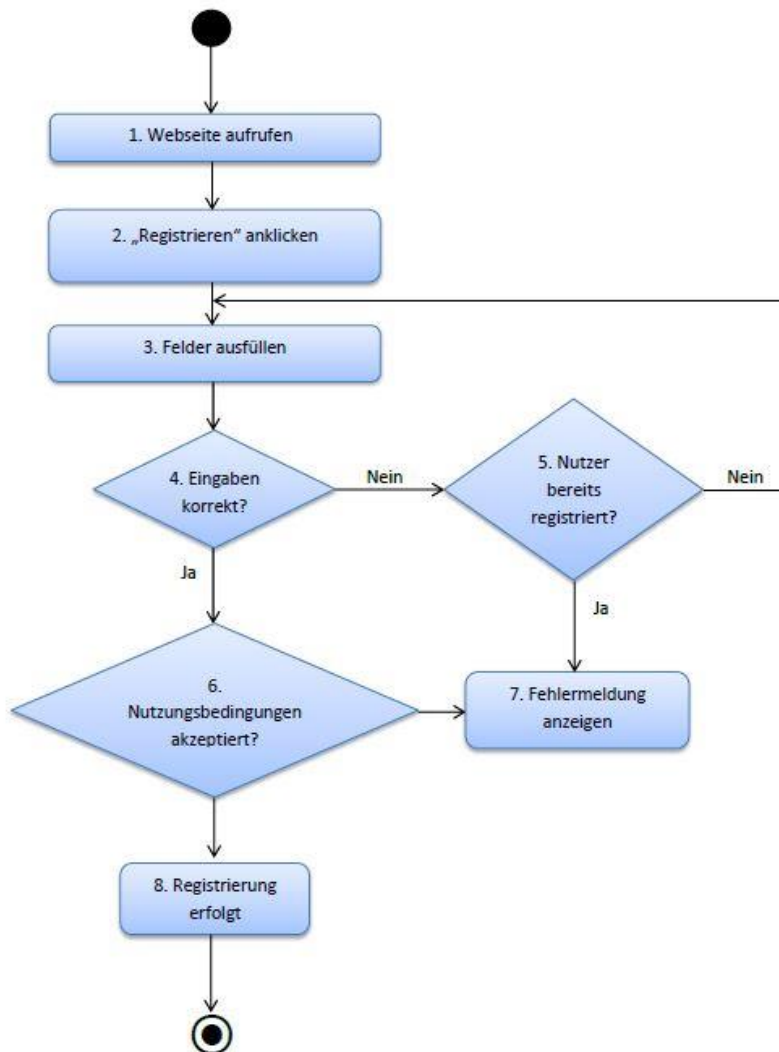 1. Webseite aufrufen
2. „Registrieren“ anklicken
3. Felder ausfüllen
4. Eingaben
korrekt?
Nein
5. Nutzer
bereits
registriert?
Nein
Ja
Ja
6.
Nutzungsbedingungen
akzeptiert?
7. Fehlermeldung
anzeigen
8. Registrierung
erfolgt